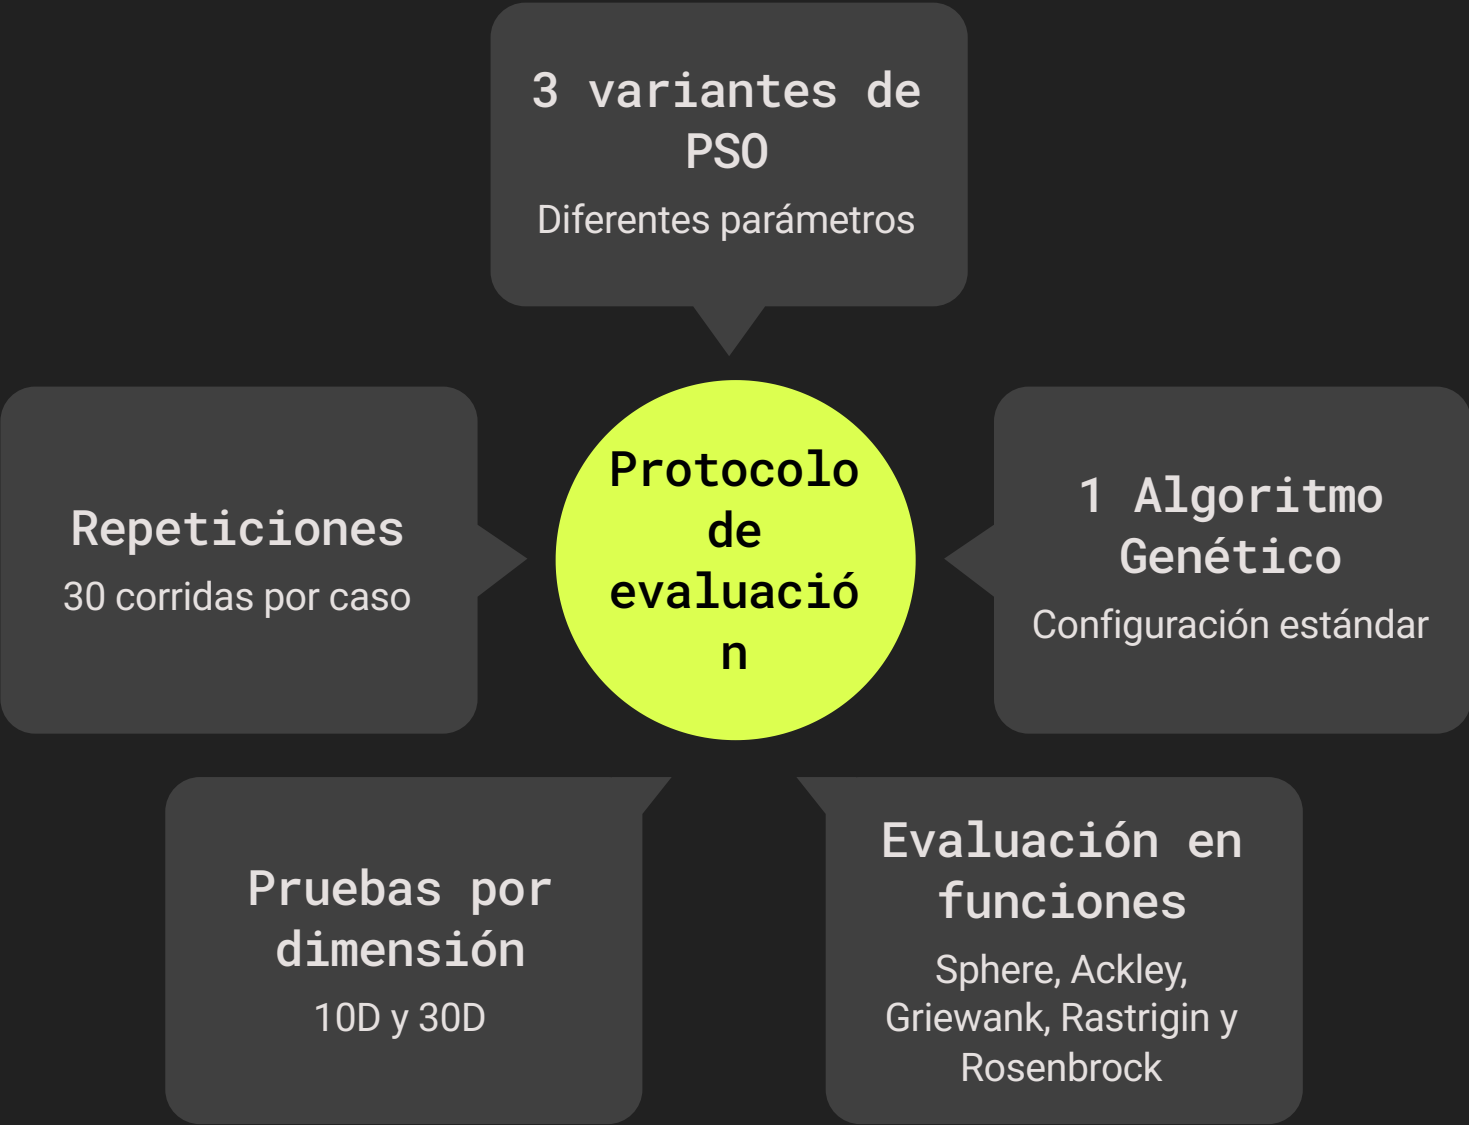 3 variantes de
PSO
Diferentes parámetros
Repeticiones
30 corridas por caso
Protocolo
de
evaluació
n
1 Algoritmo
Genético
Configuración estándar
Pruebas por
dimensión
10D y 30D
Evaluación en
funciones
Sphere, Ackley,
Griewank, Rastrigin y
Rosenbrock